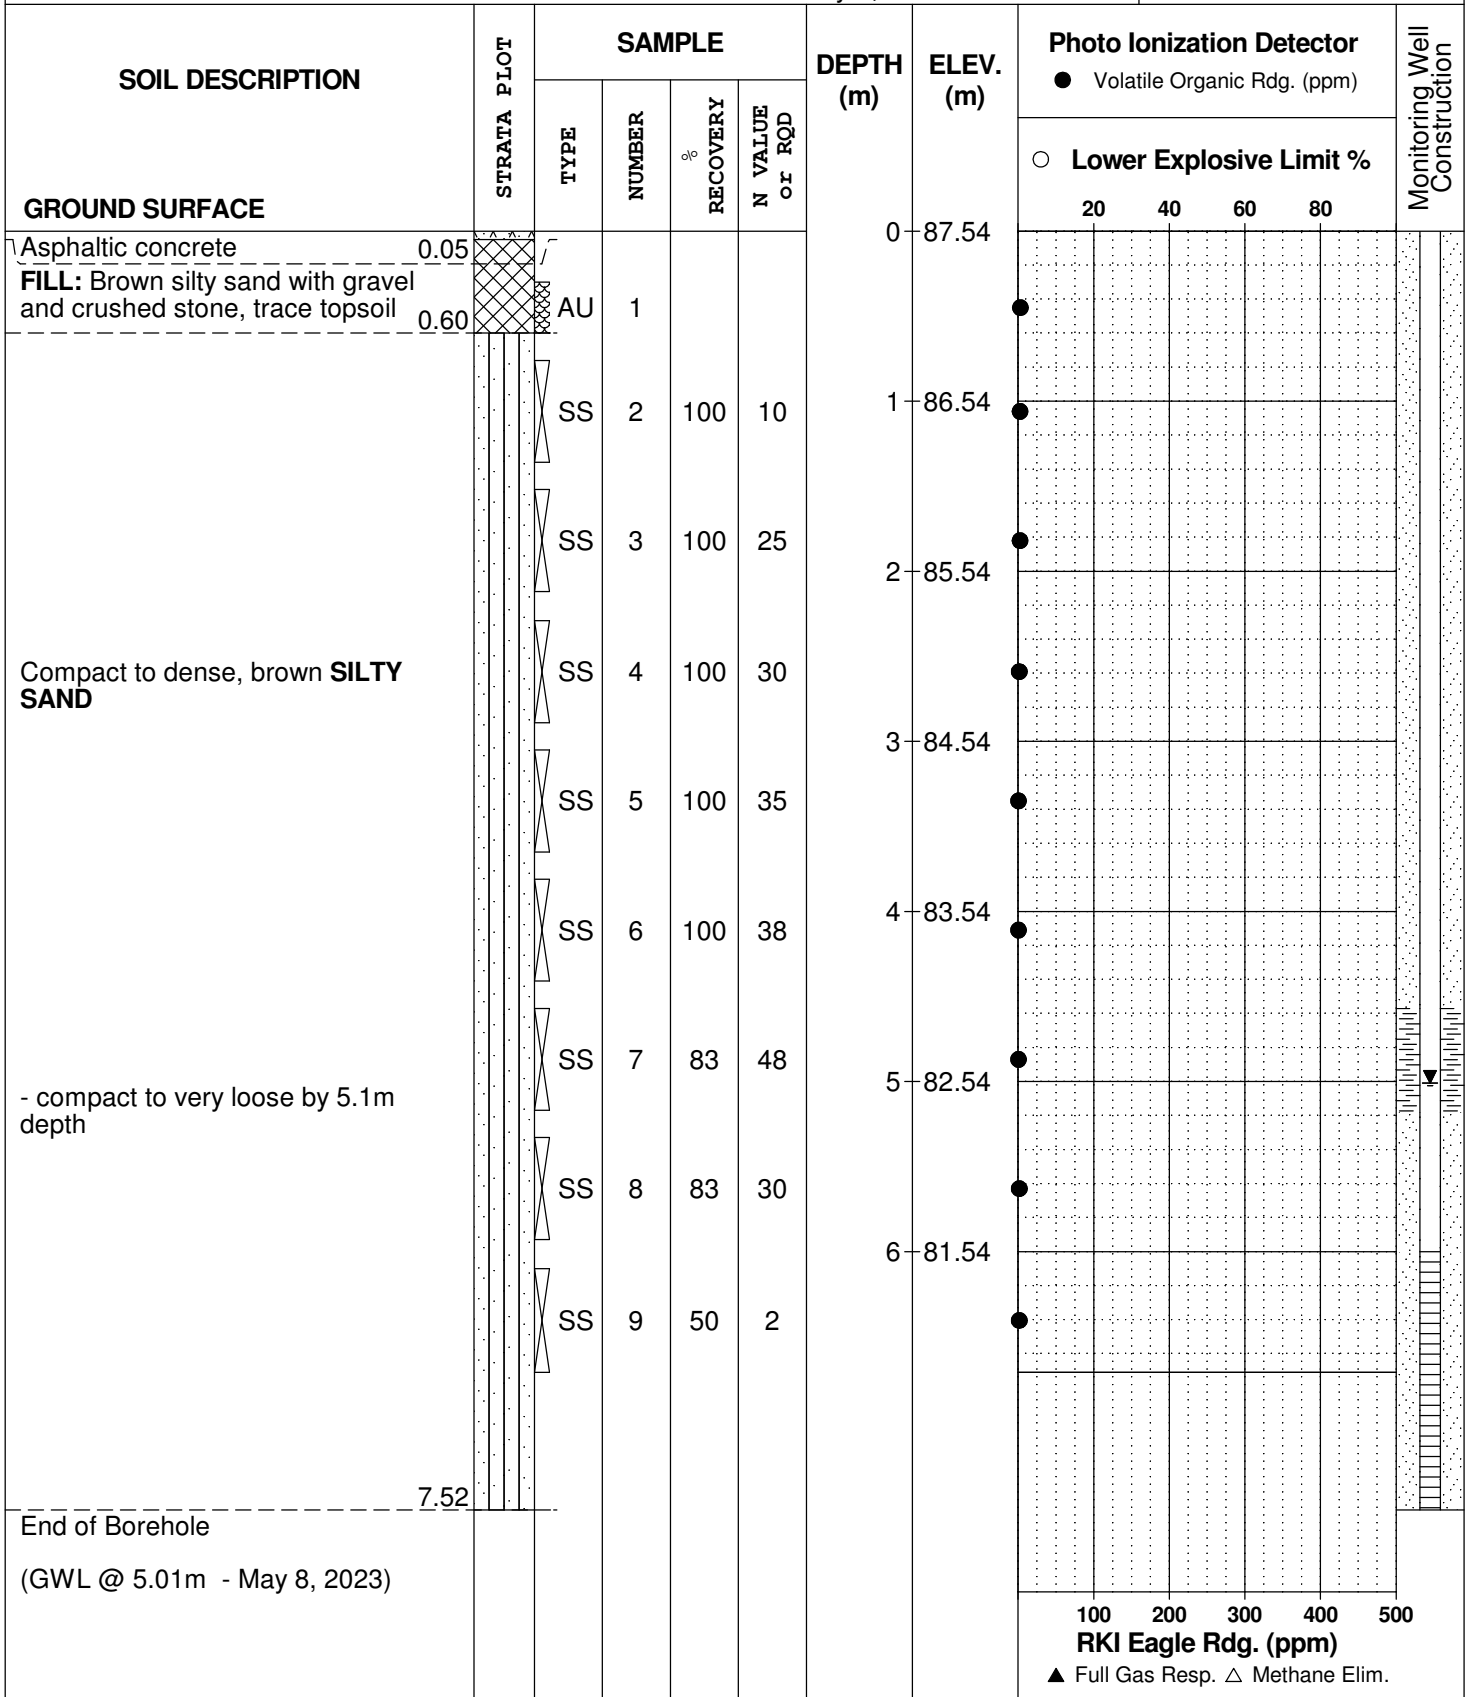 SOIL DESCRIPTION
GROUND SURFACE
STRATA PLOT
SAMPLE
TYPE
NUMBER
%
RECOVERY
N VALUE
or RQD
DEPTH
(m)
ELEV.
(m)
Photo Ionization Detector
● Volatile Organic Rdg. (ppm)
○ Lower Explosive Limit %
20 40 60 80
Monitoring Well
Construction
0 87.54
Asphaltic concrete 0.05
FILL: Brown silty sand with gravel
and crushed stone, trace topsoil 0.60
AU 1
SS 2 100 10
1 86.54
SS 3 100 25
2 85.54
Compact to dense, brown SILTY
SAND
SS 4 100 30
3 84.54
SS 5 100 35
4 83.54
SS 6 100 38
SS 7 83 48
5 82.54
- compact to very loose by 5.1m
depth
SS 8 83 30
6 81.54
SS 9 50 2
7.52
End of Borehole
(GWL @ 5.01m - May 8, 2023)
100 200 300 400 500
RKI Eagle Rdg. (ppm)
▲ Full Gas Resp. △ Methane Elim.